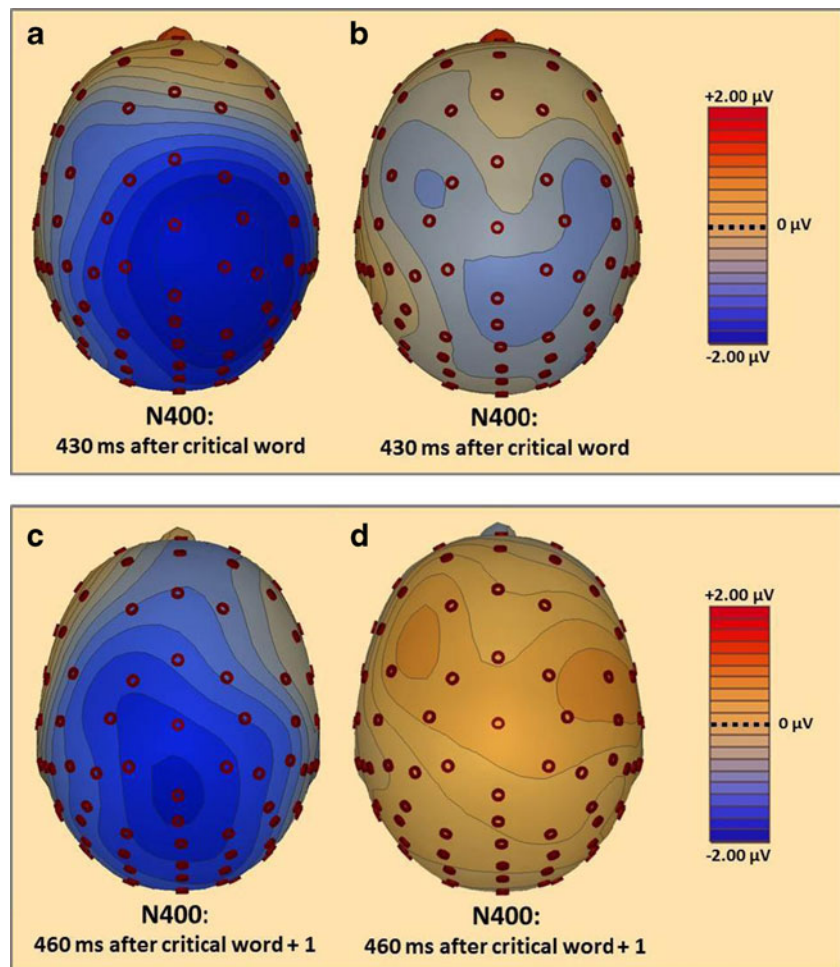 a
b
+2.00 µV
0 µV
-2.00 µV
N400:
430 ms after critical word
N400:
430 ms after critical word
c
d
+2.00 µV
0 µV
-2.00 µV
N400:
460 ms after critical word + 1
N400:
460 ms after critical word + 1